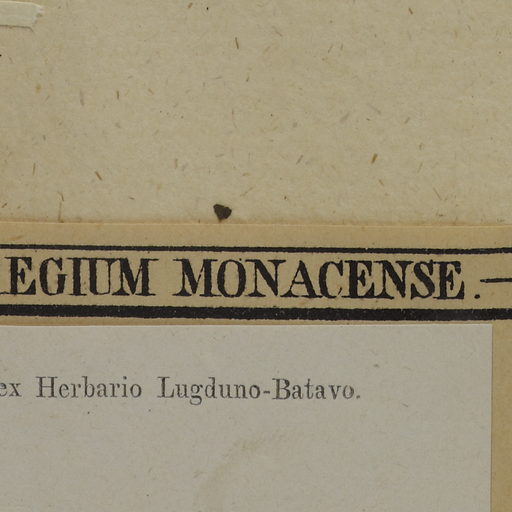 EGIUM MONACENSE.—
ex Herbario Lugduno-Batavo.